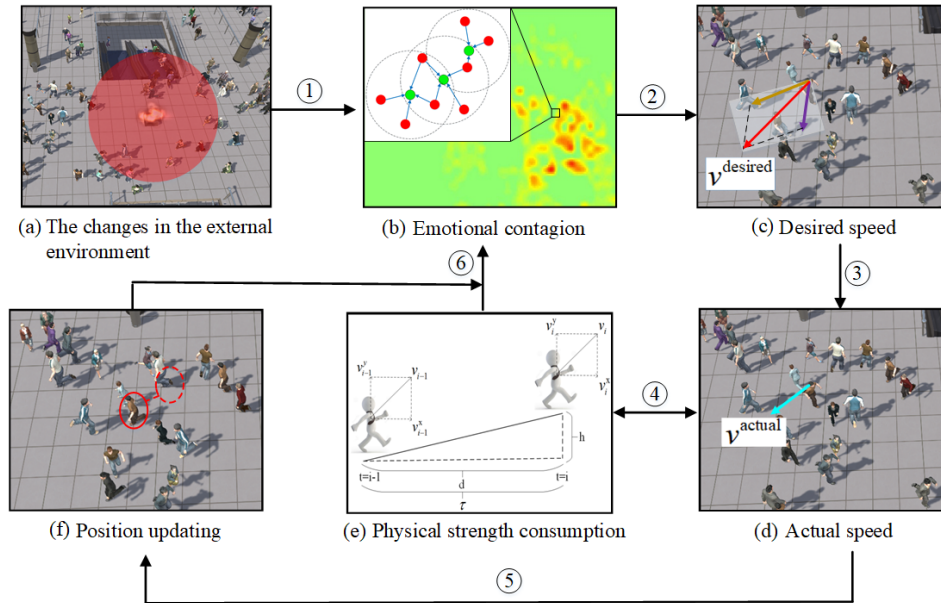 ①
②
v^desired
(a) The changes in the external
environment
(b) Emotional contagion
(c) Desired speed
⑥
③
v_i^y
v_i
v_{i-1}^y
v_{i-1}
v_i^x
④
v_{i-1}^x
v^actual
h
t=i-1
d
t=i
τ
(f) Position updating
(e) Physical strength consumption
(d) Actual speed
⑤